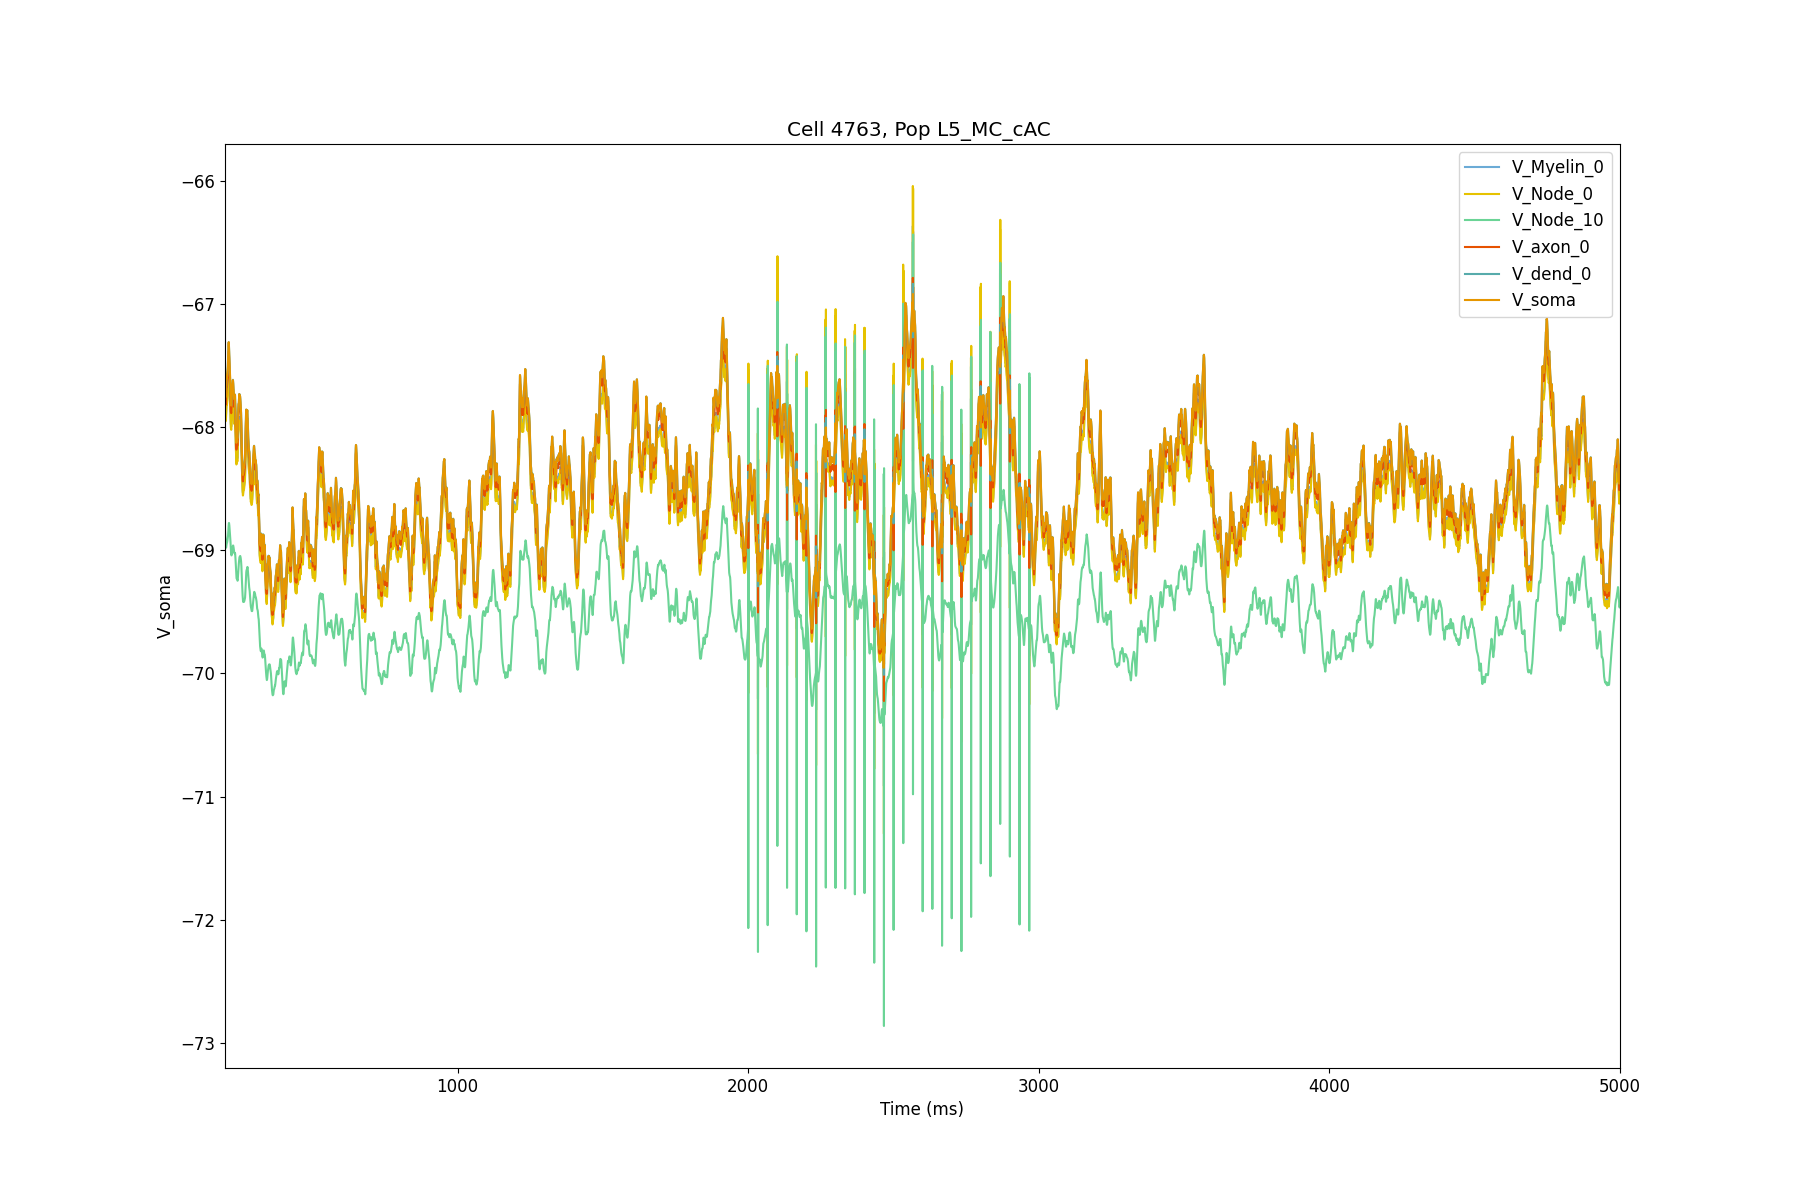 Cell 4763, Pop L5_MC_cAC
V_Myelin_0
V_Node_0
V_Node_10
V_axon_0
V_dend_0
V_soma
−66
−67
−68
−69
−70
−71
−72
−73
V_soma
1000 2000 3000 4000 5000
Time (ms)